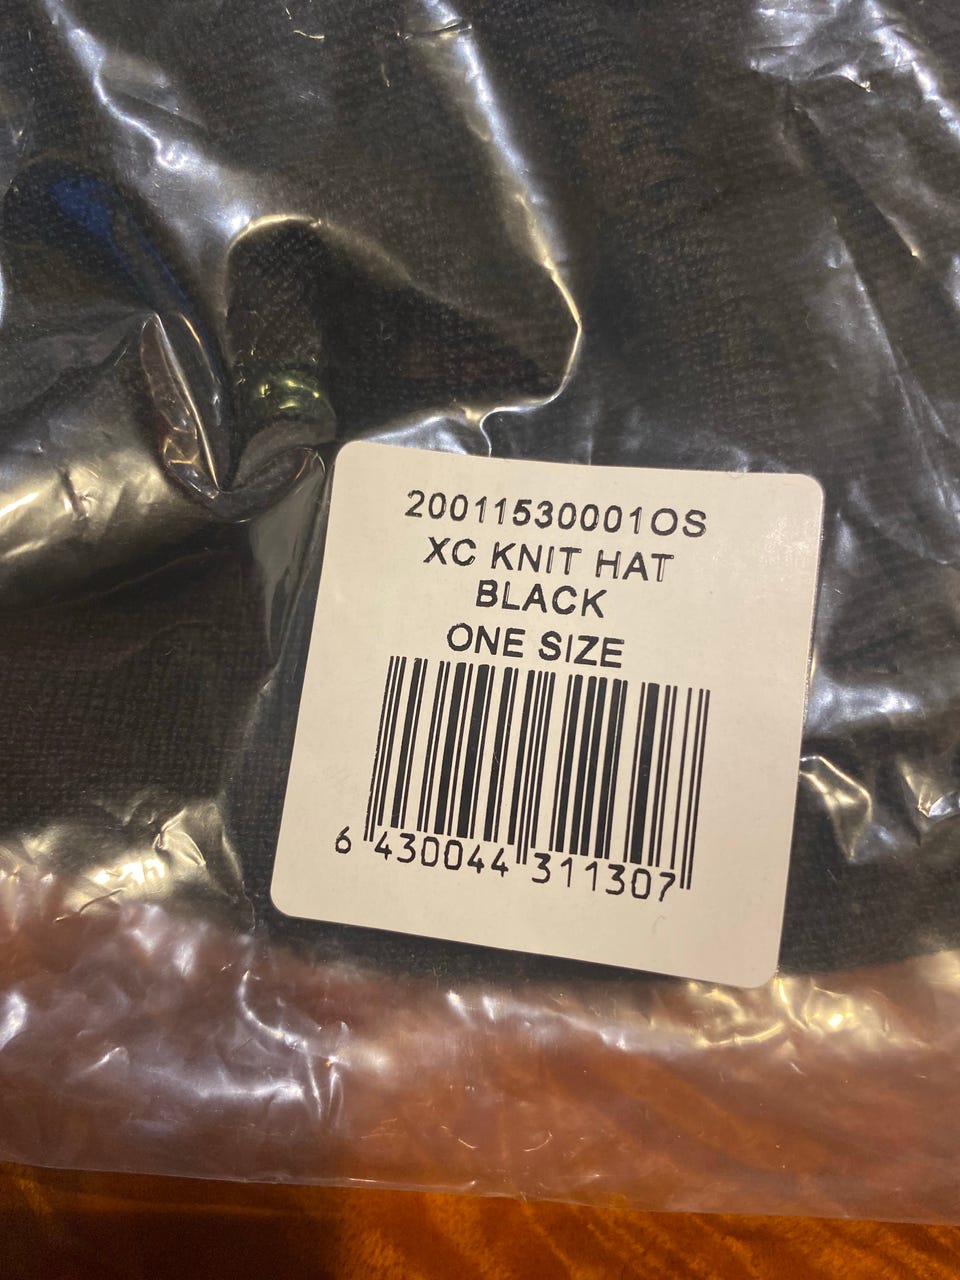 20011530001OS
XC KNIT HAT
BLACK
ONE SIZE
6 430044 311307